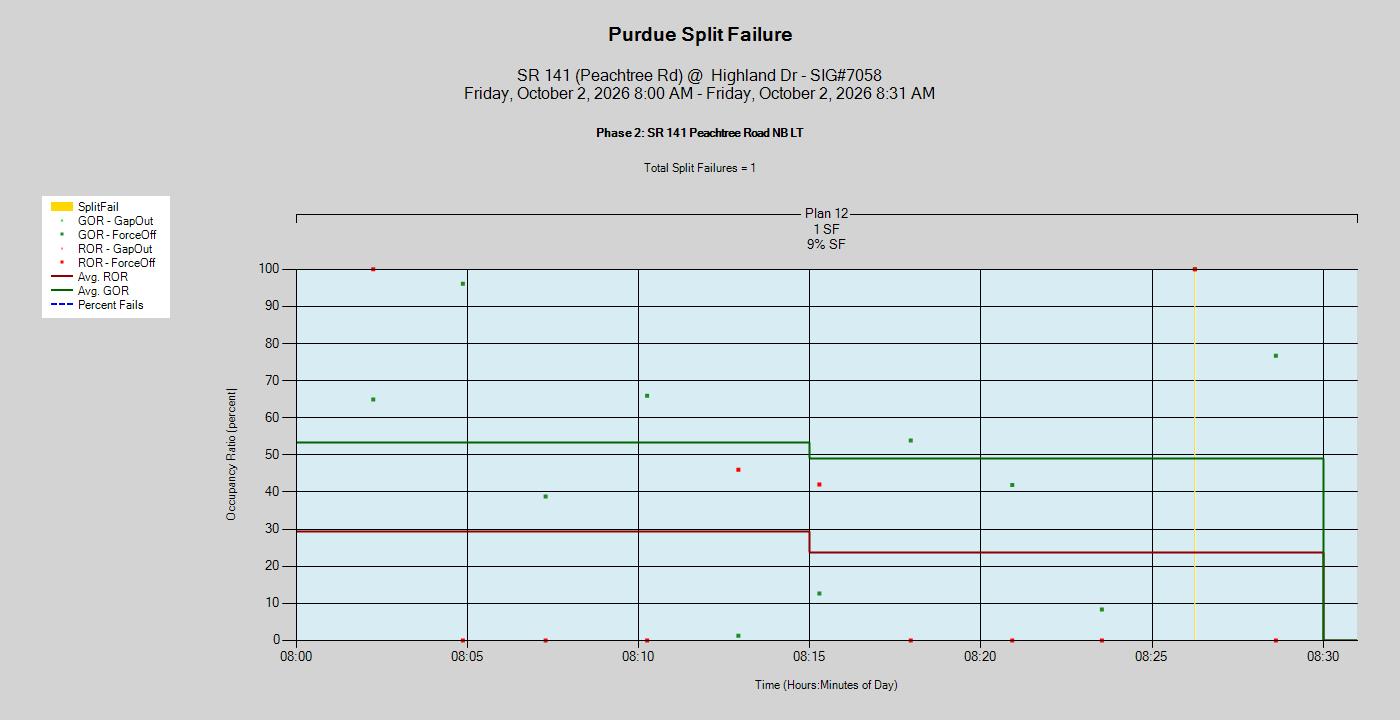 Purdue Split Failure
SR 141 (Peachtree Rd) @ Highland Dr - SIG#7058
Friday, October 2, 2026 8:00 AM - Friday, October 2, 2026 8:31 AM
Phase 2: SR 141 Peachtree Road NB LT
Total Split Failures = 1
SplitFail
GOR - GapOut
GOR - ForceOff
ROR - GapOut
ROR - ForceOff
Avg. ROR
Avg. GOR
Percent Fails
Plan 12
1 SF
9% SF
100
90
80
70
60
50
40
30
20
10
0
Occupancy Ratio (percent)
08:00 08:05 08:10 08:15 08:20 08:25 08:30
Time (Hours:Minutes of Day)